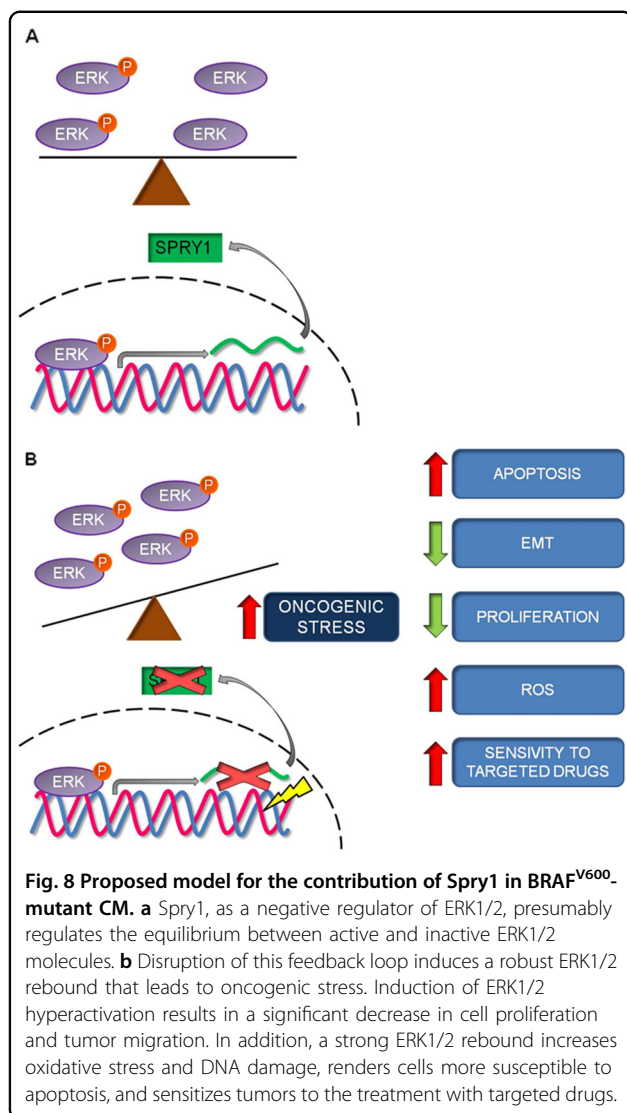 A
P
ERK
ERK
P
ERK
ERK
SPRY1
P
ERK
B
P
ERK
P
ERK
P
ERK
P
ERK
ONCOGENIC
STRESS
P
ERK
APOPTOSIS
EMT
PROLIFERATION
ROS
SENSIVITY TO
TARGETED DRUGS
Fig. 8 Proposed model for the contribution of Spry1 in BRAFV600-
mutant CM. a Spry1, as a negative regulator of ERK1/2, presumably
regulates the equilibrium between active and inactive ERK1/2
molecules. b Disruption of this feedback loop induces a robust ERK1/2
rebound that leads to oncogenic stress. Induction of ERK1/2
hyperactivation results in a significant decrease in cell proliferation
and tumor migration. In addition, a strong ERK1/2 rebound increases
oxidative stress and DNA damage, renders cells more susceptible to
apoptosis, and sensitizes tumors to the treatment with targeted drugs.